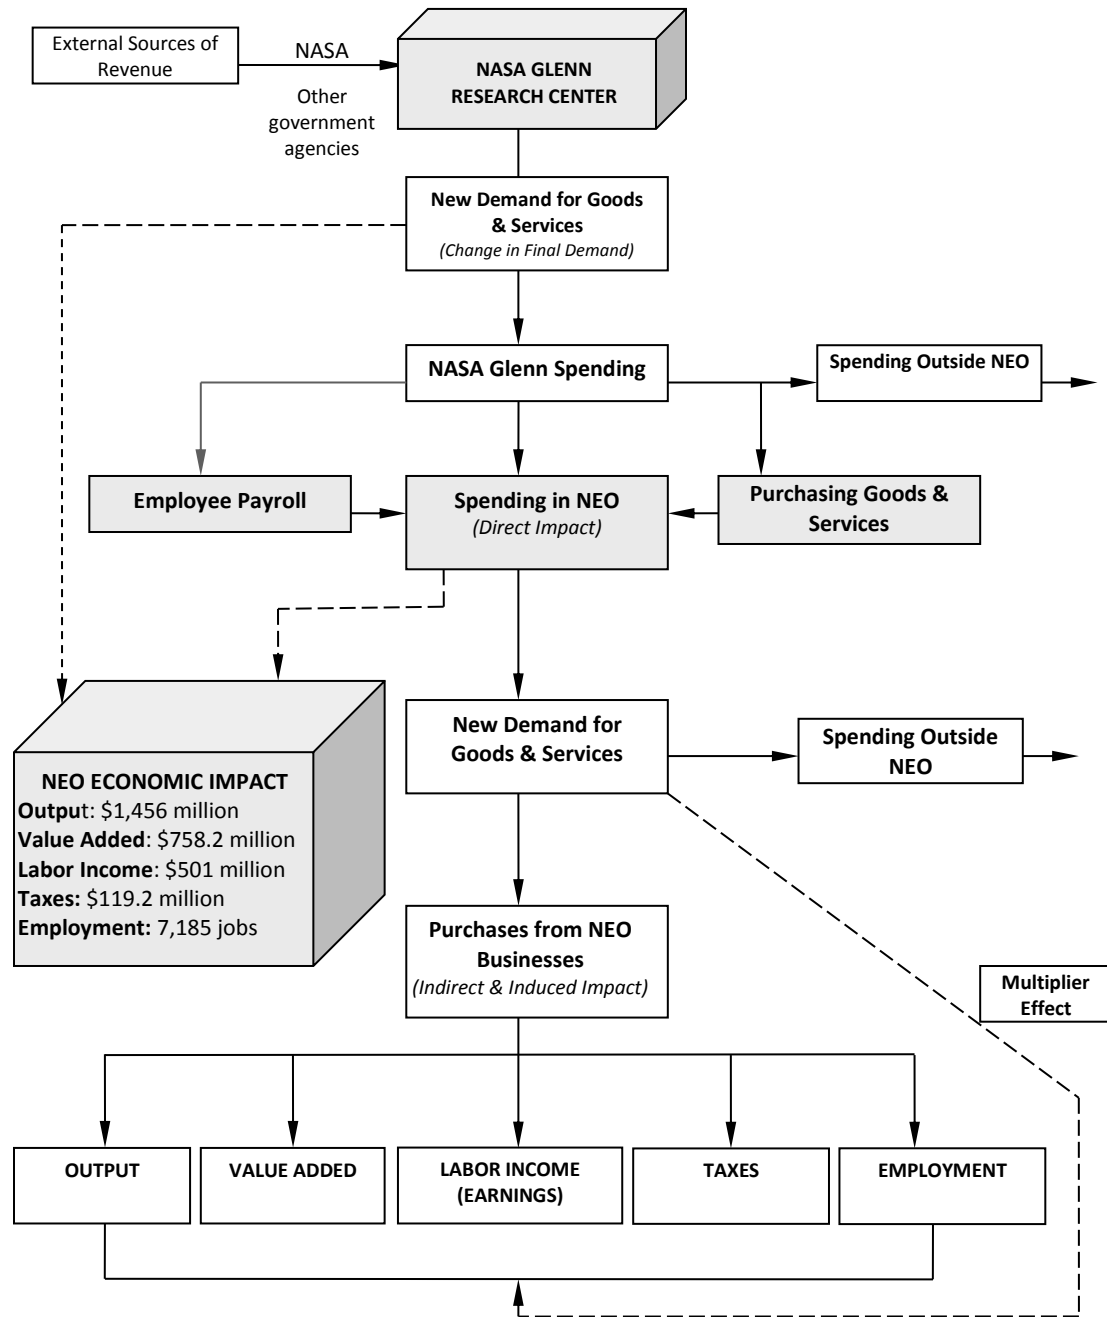 External Sources of
Revenue
NASA
Other
government
agencies
NASA GLENN
RESEARCH CENTER
New Demand for Goods
& Services
(Change in Final Demand)
NASA Glenn Spending
Spending Outside NEO
Employee Payroll
Spending in NEO
(Direct Impact)
Purchasing Goods &
Services
New Demand for
Goods & Services
Spending Outside
NEO
NEO ECONOMIC IMPACT
Output: $1,456 million
Value Added: $758.2 million
Labor Income: $501 million
Taxes: $119.2 million
Employment: 7,185 jobs
Purchases from NEO
Businesses
(Indirect & Induced Impact)
Multiplier
Effect
OUTPUT
VALUE ADDED
LABOR INCOME
(EARNINGS)
TAXES
EMPLOYMENT